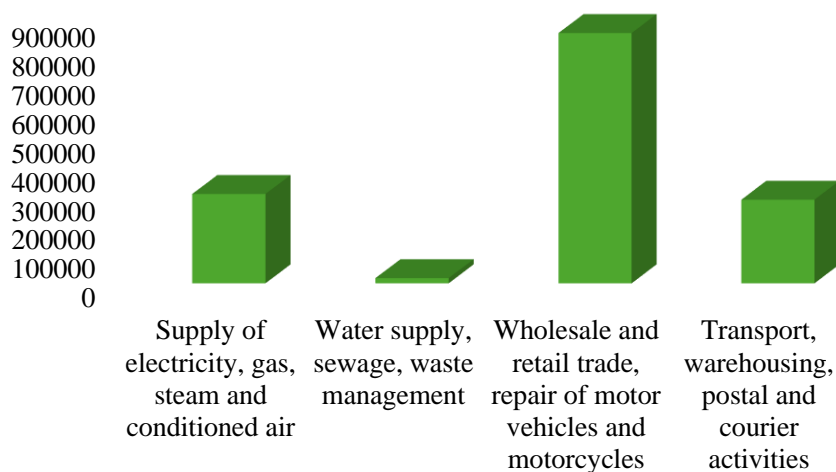 900000
800000
700000
600000
500000
400000
300000
200000
100000
0
Supply of
electricity, gas,
steam and
conditioned air
Water supply,
sewage, waste
management
Wholesale and
retail trade,
repair of motor
vehicles and
motorcycles
Transport,
warehousing,
postal and
courier
activities